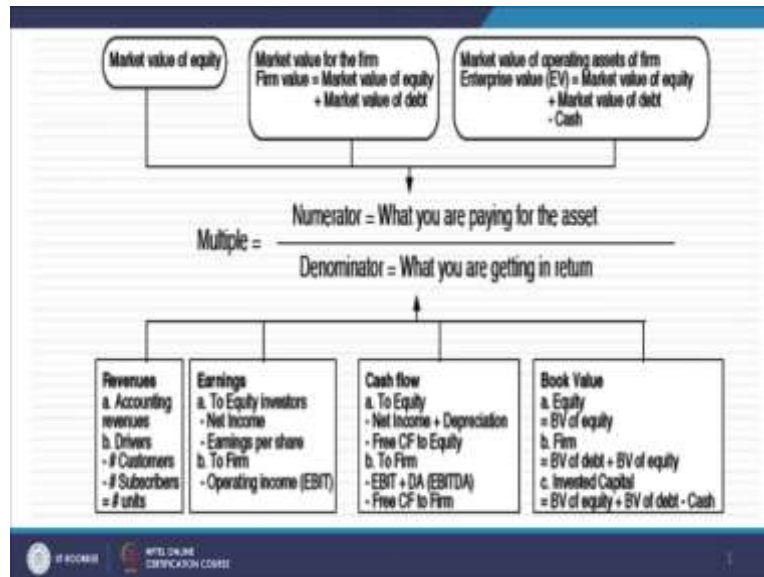 Market value of equity
Market value for the firm
Firm value = Market value of equity
+ Market value of debt
Market value of operating assets of firm
Enterprise value (EV) = Market value of equity
+ Market value of debt
- Cash
Multiple =
Numerator = What you are paying for the asset
Denominator = What you are getting in return
Revenues
a. Accounting
revenues
b. Drivers
- # Customers
- # Subscribers
= # units
Earnings
a. To Equity investors
- Net Income
- Earnings per share
b. To Firm
- Operating income (EBIT)
Cash flow
a. To Equity
- Net Income + Depreciation
- Free CF to Equity
b. To Firm
- EBIT + DA (EBITDA)
- Free CF to Firm
Book Value
a. Equity
= BV of equity
b. Firm
= BV of debt + BV of equity
c. Invested Capital
= BV of equity + BV of debt - Cash
IIT ROORKEE
NPTEL ONLINE
CERTIFICATION COURSE